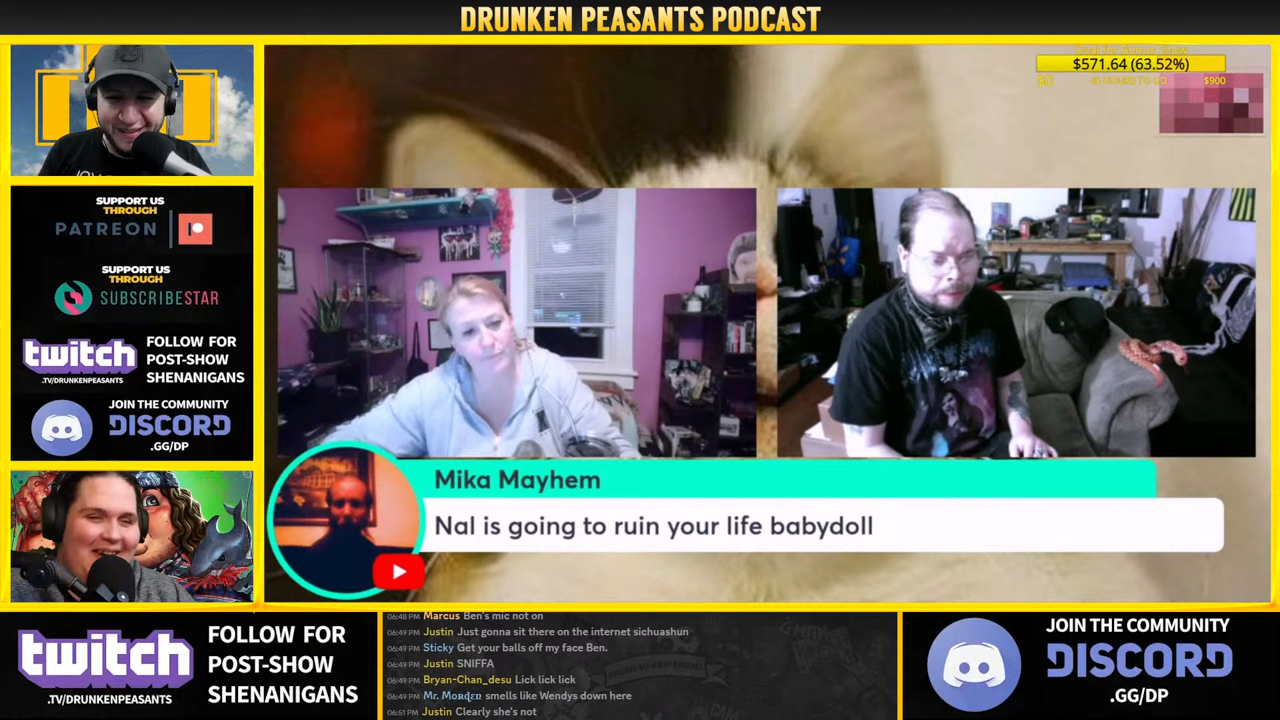 DRUNKEN PEASANTS PODCAST
$571.64 (63.52%)
$0
$900
SUPPORT US
THROUGH
PATREON
SUPPORT US
THROUGH
SUBSCRIBESTAR
twitch
.TV/DRUNKENPEASANTS
FOLLOW FOR
POST-SHOW
SHENANIGANS
JOIN THE COMMUNITY
DISCORD
.GG/DP
Mika Mayhem
Nal is going to ruin your life babydoll
twitch
.TV/DRUNKENPEASANTS
FOLLOW FOR
POST-SHOW
SHENANIGANS
06:48 PM Marcus Ben's mic not on
06:49 PM Justin Just gonna sit there on the internet sichuashun
06:49 PM Sticky Get your balls off my face Ben.
06:49 PM Justin SNIFFA
06:49 PM Bryan-Chan_desu Lick lick lick
06:49 PM Mr. smells like Wendys down here
06:51 PM Justin Clearly she's not
JOIN THE COMMUNITY
DISCORD
.GG/DP